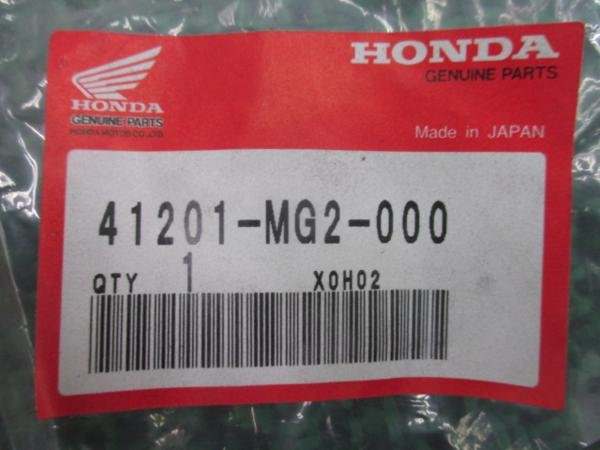 HONDA
GENUINE PARTS
HONDA MOTOR CO.,LTD.
HONDA
GENUINE PARTS
Made in JAPAN
41201-MG2-000
QTY 1 X0H02